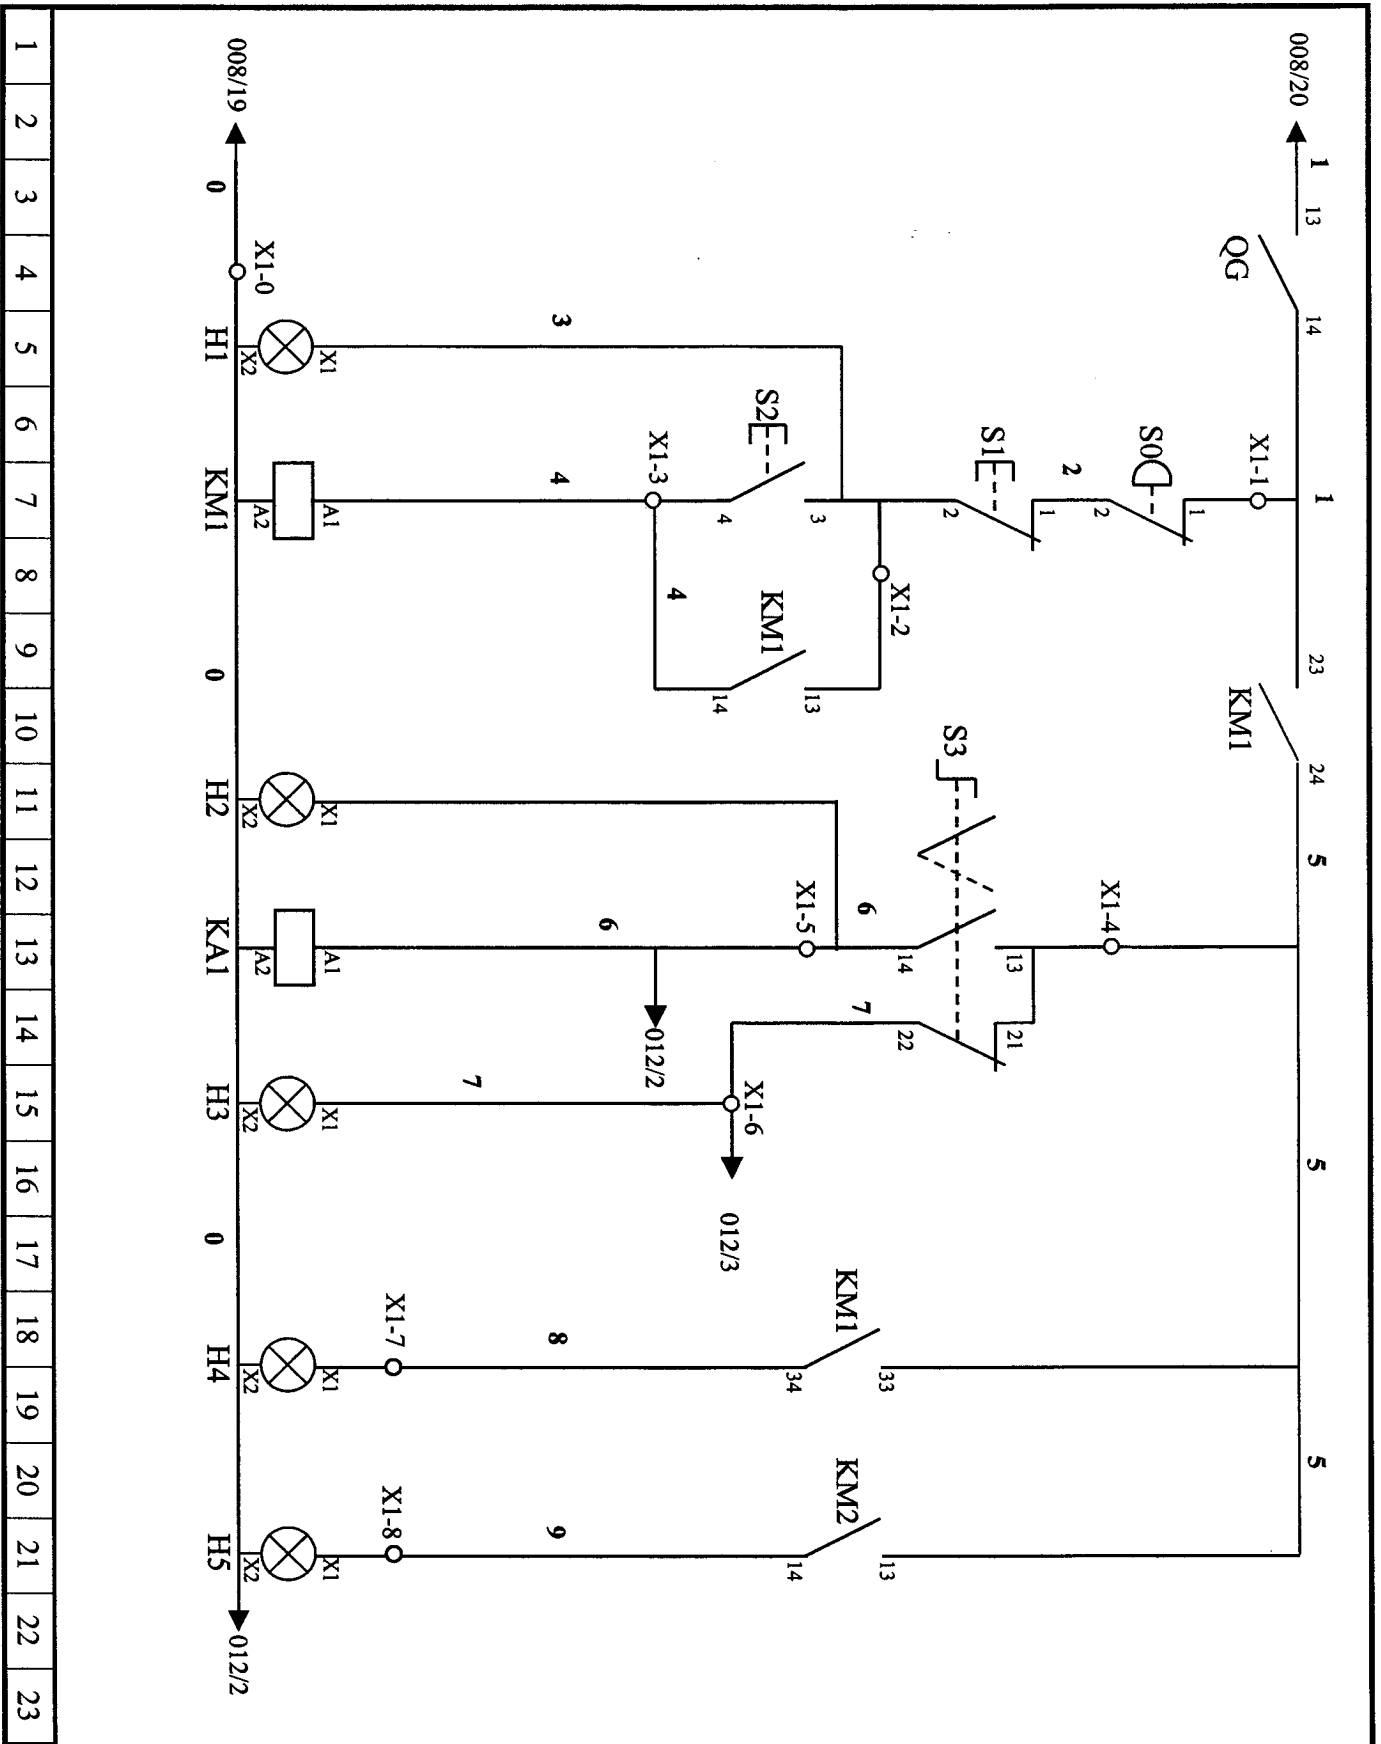 008/20
1
13
14
QG
1
23
24
KM1
5
5
5
X1-1
S0
1
2
2
S1
1
2
X1-2
3
S2
4
KM1
13
14
X1-3
4
4
3
X1-4
S3
13
14
21
22
6
7
X1-5
6
012/2
X1-6
012/3
7
KM1
33
34
8
X1-7
KM2
13
14
9
X1-8
008/19
0
X1-0
X1
X2
H1
A1
A2
KM1
0
X1
X2
H2
A1
A2
KA1
X1
X2
H3
0
X1
X2
H4
X1
X2
H5
012/2
1 2 3 4 5 6 7 8 9 10 11 12 13 14 15 16 17 18 19 20 21 22 23